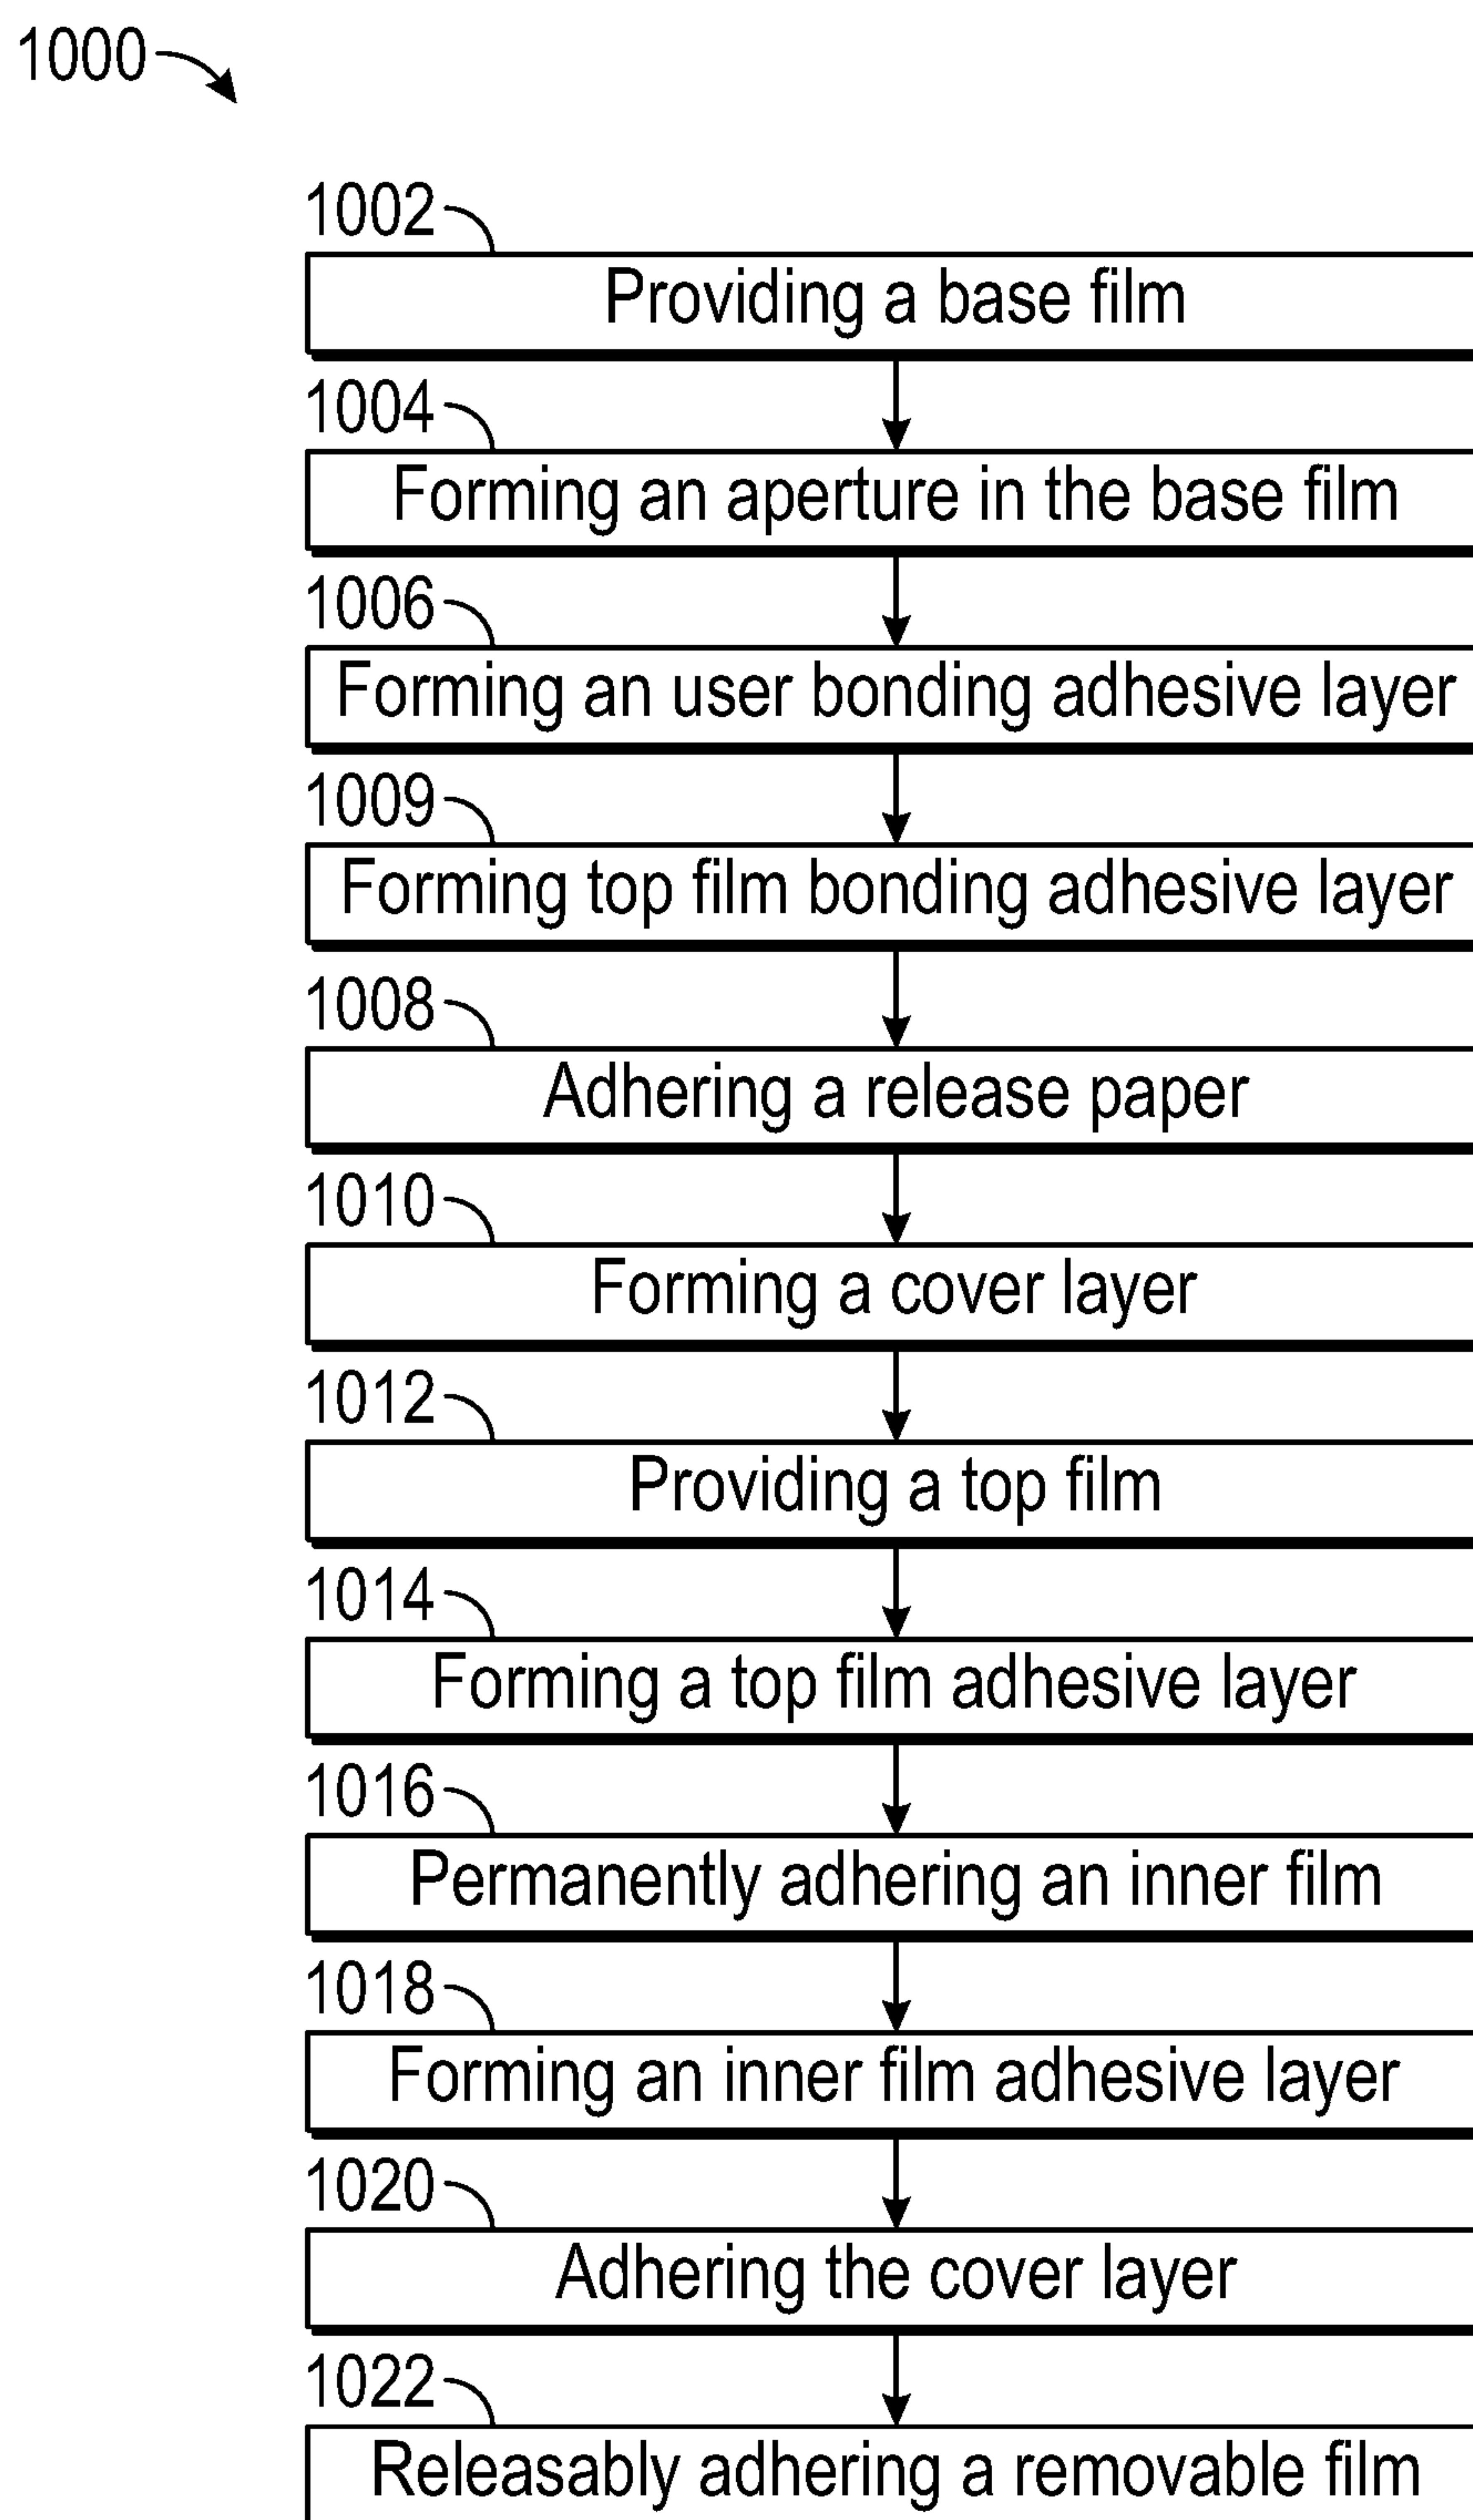 1000
1002
Providing a base film
1004
Forming an aperture in the base film
1006
Forming an user bonding adhesive layer
1009
Forming top film bonding adhesive layer
1008
Adhering a release paper
1010
Forming a cover layer
1012
Providing a top film
1014
Forming a top film adhesive layer
1016
Permanently adhering an inner film
1018
Forming an inner film adhesive layer
1020
Adhering the cover layer
1022
Releasably adhering a removable film